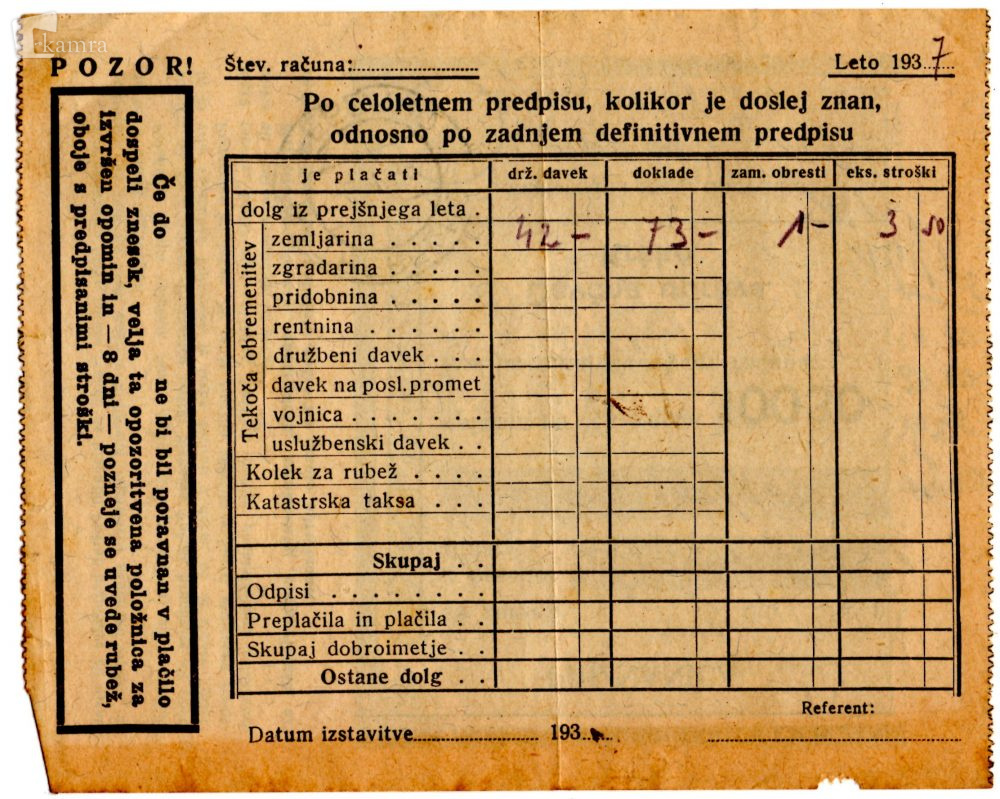 kamra
POZOR!
Če do ne bi bil poravnan v plačilo
dospeli znesek, velja ta opozoritvena položnica za
izvršen opomin in — 8 dni — pozneje se uvede rubež,
oboje s predpisanimi stroški.
Štev. računa:
Leto 1937
Po celoletnem predpisu, kolikor je doslej znan,
odnosno po zadnjem definitivnem predpisu
je plačati drž. davek doklade zam. obresti eks. stroški
dolg iz prejšnjega leta .
Tekoča obremenitev
zemljarina . . . . . 42 – 73 – 1 – 3 50
zgradarina . . . . .
pridobnina . . . . .
rentnina . . . . . .
družbeni davek . . .
davek na posl. promet
vojnica . . . . . . .
uslužbenski davek . .
Kolek za rubež . . . .
Katastrska taksa . . .
Skupaj . .
Odpisi . . . . . . . .
Preplačila in plačila . .
Skupaj dobroimetje . .
Ostane dolg . .
Referent:
Datum izstavitve 193